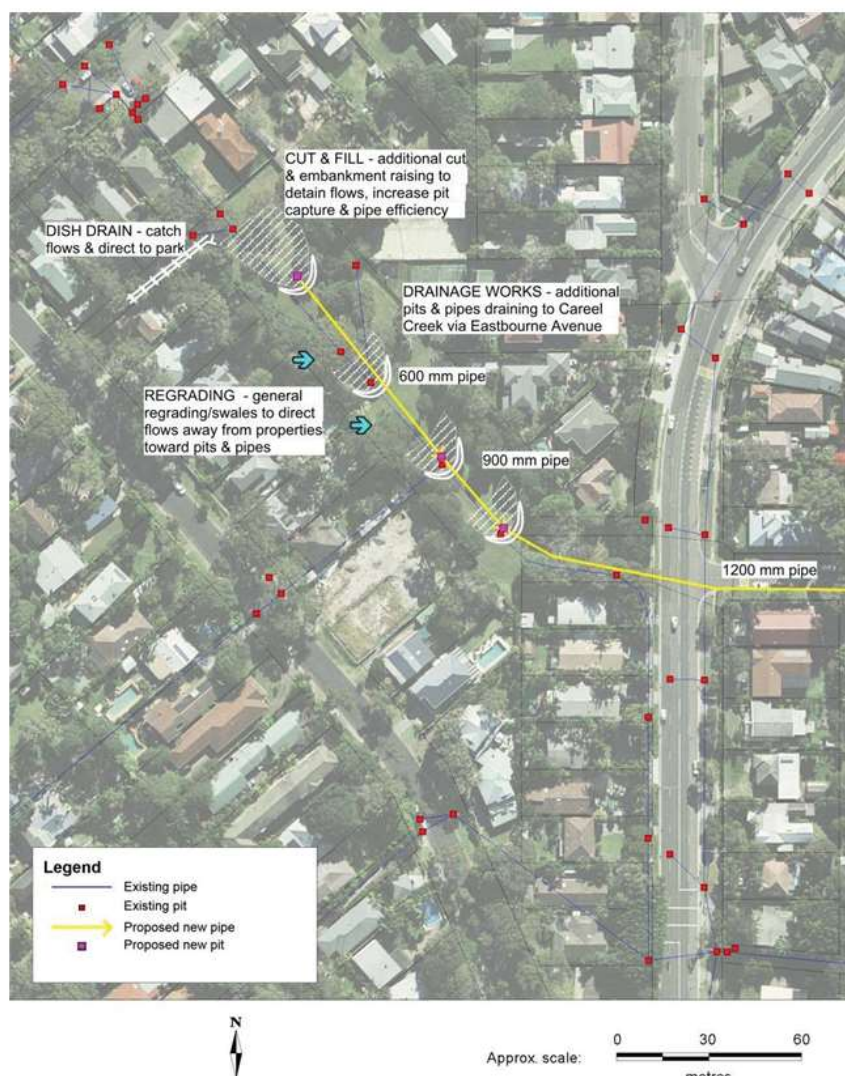 CUT & FILL - additional cut
& embankment raising to
detain flows, increase pit
capture & pipe efficiency
DISH DRAIN - catch
flows & direct to park
DRAINAGE WORKS - additional
pits & pipes draining to Careel
Creek via Eastbourne Avenue
600 mm pipe
REGRADING - general
regrading/swales to direct
flows away from properties
toward pits & pipes
900 mm pipe
1200 mm pipe
Legend
Existing pipe
Existing pit
Proposed new pipe
Proposed new pit
N
Approx. scale:
0 30 60
metres